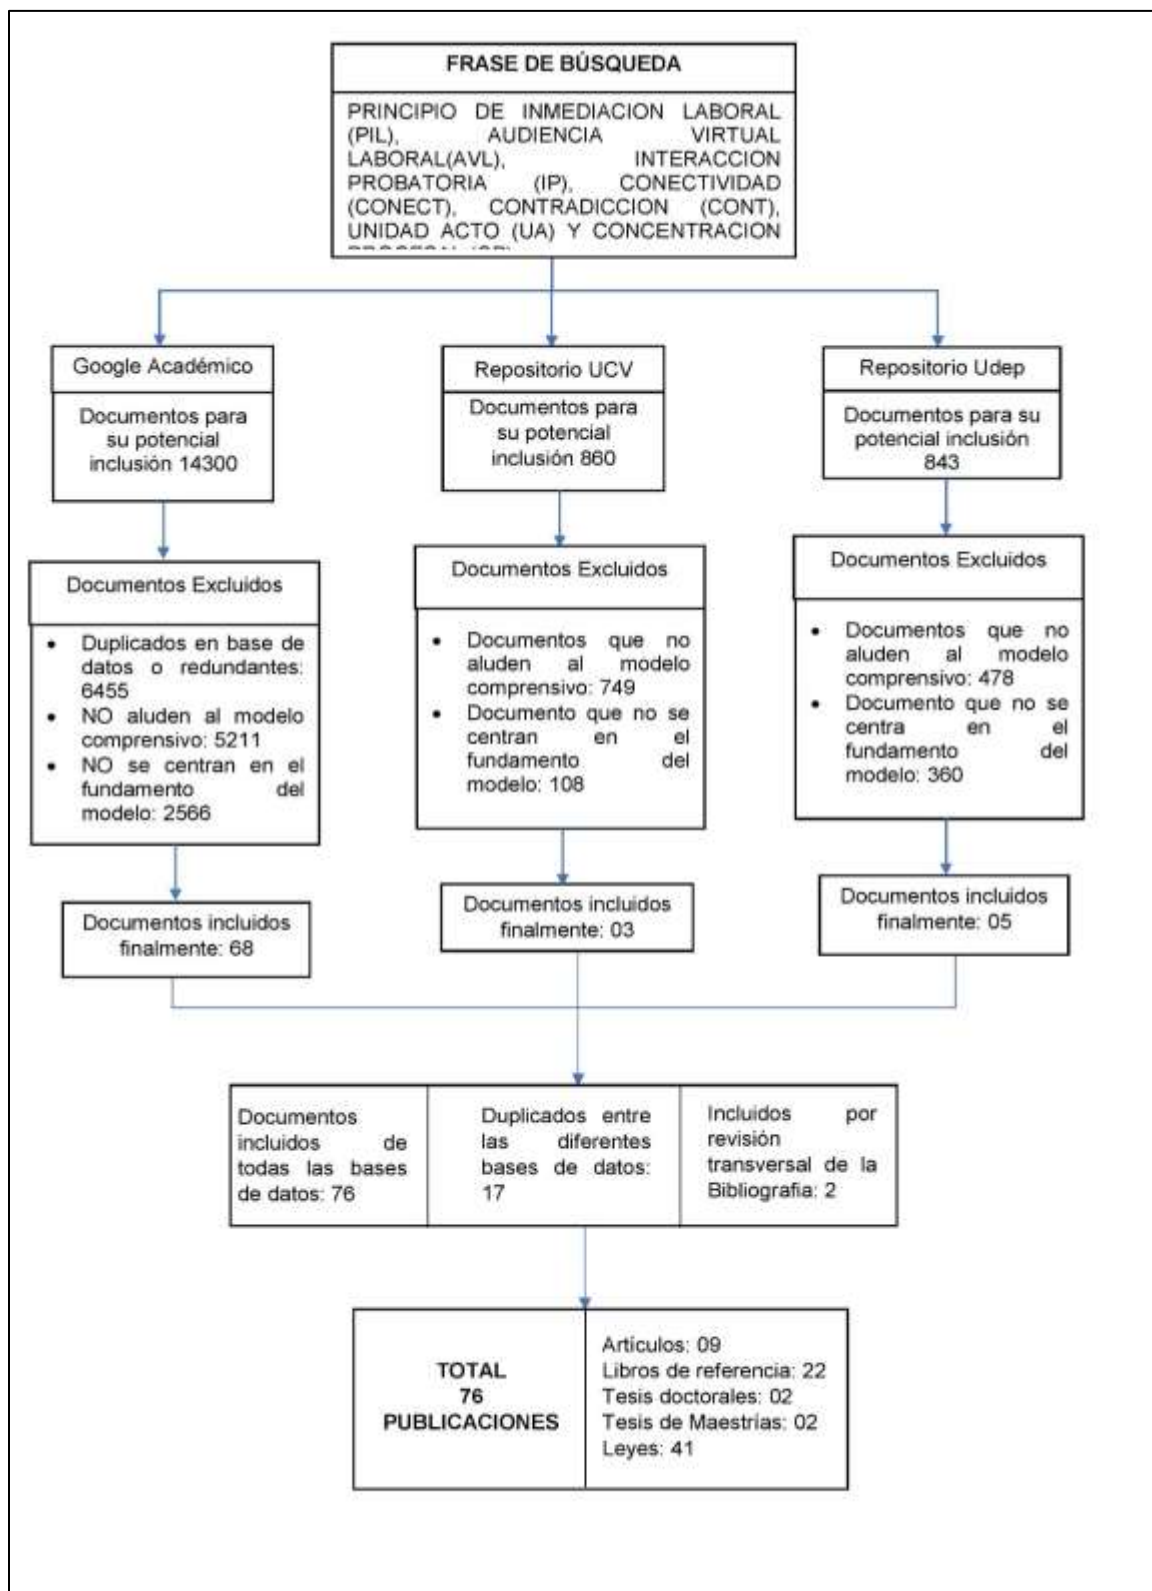 FRASE DE BÚSQUEDA
PRINCIPIO DE INMEDIACION LABORAL
(PIL), AUDIENCIA VIRTUAL
LABORAL(AVL), INTERACCION
PROBATORIA (IP), CONECTIVIDAD
(CONECT), CONTRADICCION (CONT),
UNIDAD ACTO (UA) Y CONCENTRACION
Google Académico
Documentos para
su potencial
inclusión 14300
Repositorio UCV
Documentos para
su potencial
inclusión 860
Repositorio Udep
Documentos para su
potencial inclusión
843
Documentos Excluidos
• Duplicados en base de
datos o redundantes:
6455
• NO aluden al modelo
comprensivo: 5211
• NO se centran en el
fundamento del
modelo: 2566
Documentos Excluidos
• Documentos que no
aluden al modelo
comprensivo: 749
• Documento que no se
centran en el
fundamento del
modelo: 108
Documentos Excluidos
• Documentos que no
aluden al modelo
comprensivo: 478
• Documento que no se
centra en el
fundamento del
modelo: 360
Documentos incluidos
finalmente: 68
Documentos incluidos
finalmente: 03
Documentos incluidos
finalmente: 05
Documentos
incluidos de
todas las bases
de datos: 76
Duplicados entre
las diferentes
bases de datos:
17
Incluidos por
revisión
transversal de la
Bibliografia: 2
TOTAL
76
PUBLICACIONES
Artículos: 09
Libros de referencia: 22
Tesis doctorales: 02
Tesis de Maestrías: 02
Leyes: 41